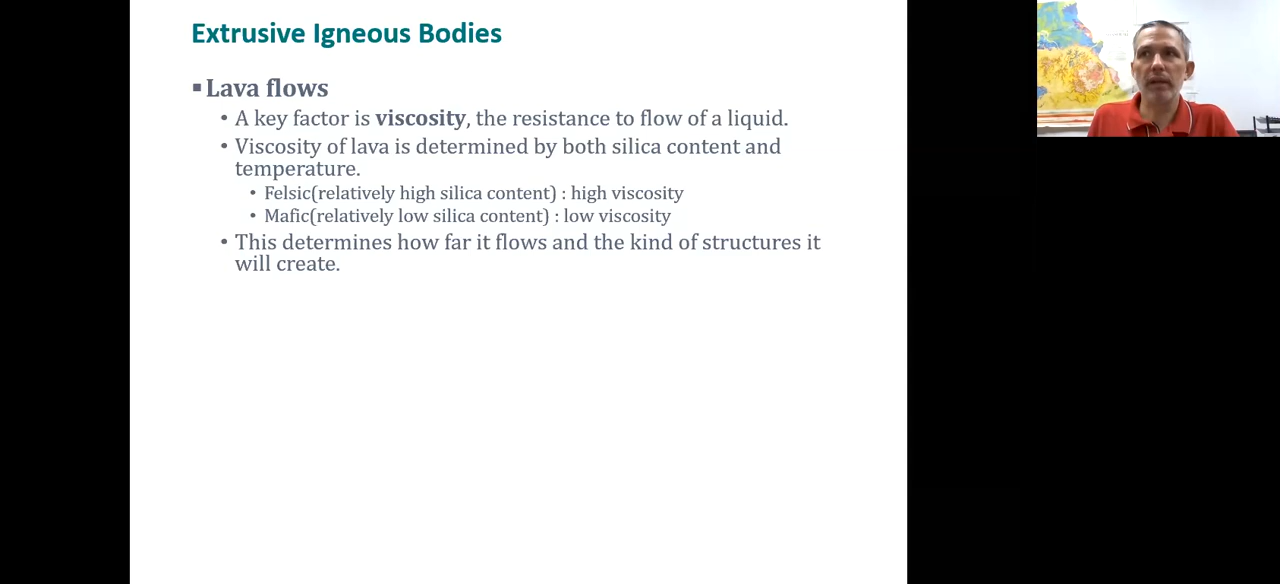 Extrusive Igneous Bodies
▪ Lava flows
• A key factor is viscosity, the resistance to flow of a liquid.
• Viscosity of lava is determined by both silica content and
temperature.
• Felsic(relatively high silica content) : high viscosity
• Mafic(relatively low silica content) : low viscosity
• This determines how far it flows and the kind of structures it
will create.